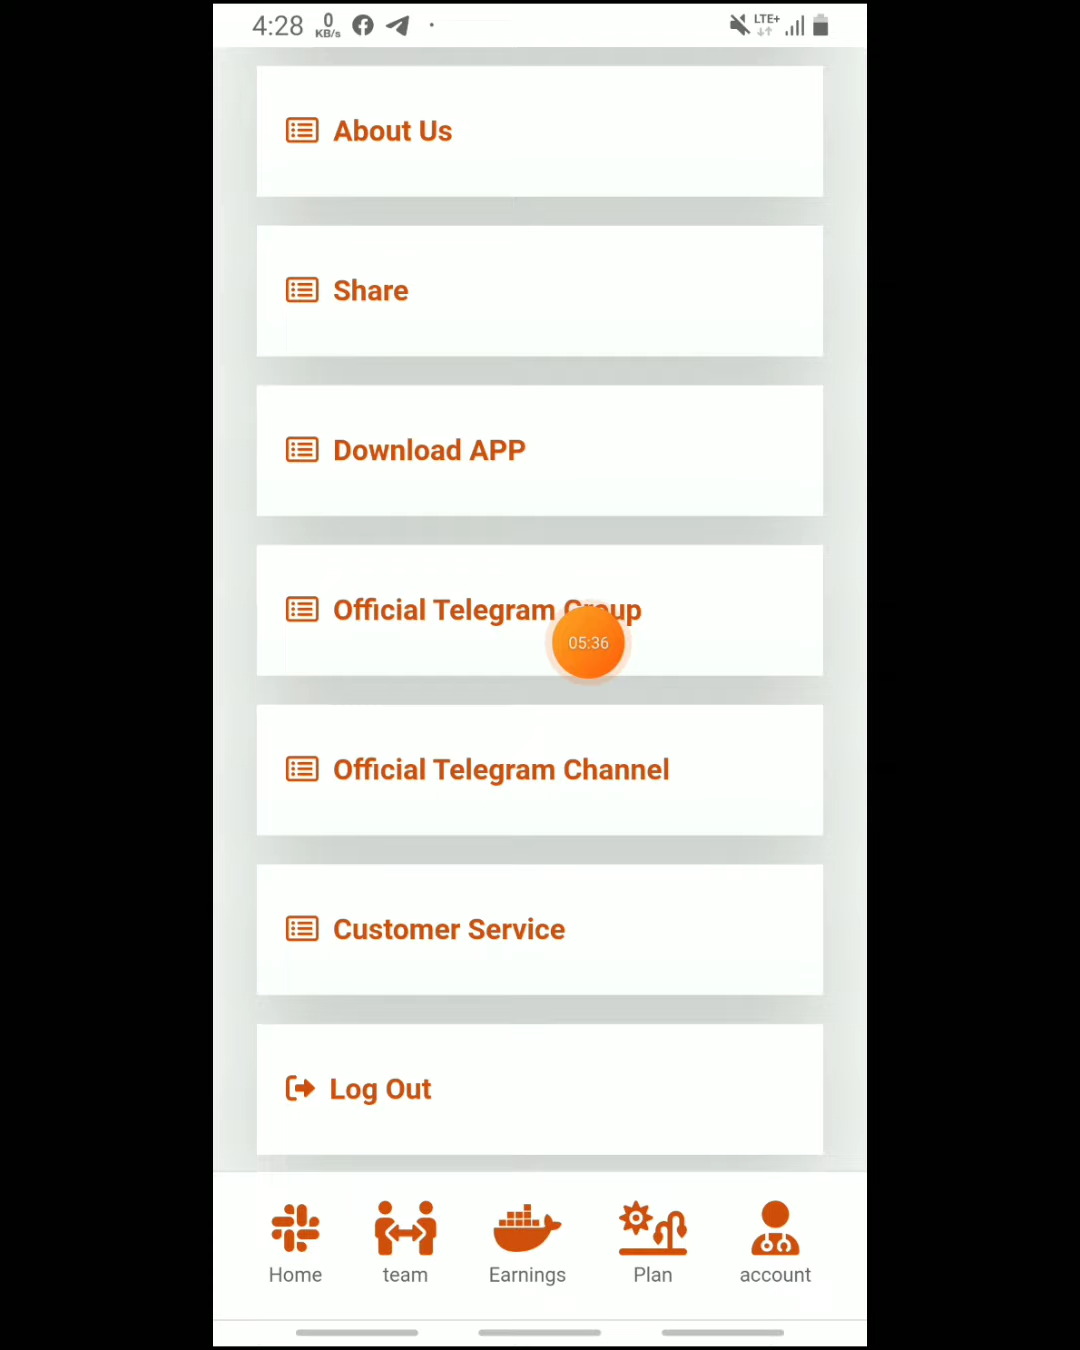 4:28 0 KB/s LTE+
About Us
Share
Download APP
Official Telegram Group
05:36
Official Telegram Channel
Customer Service
Log Out
Home team Earnings Plan account